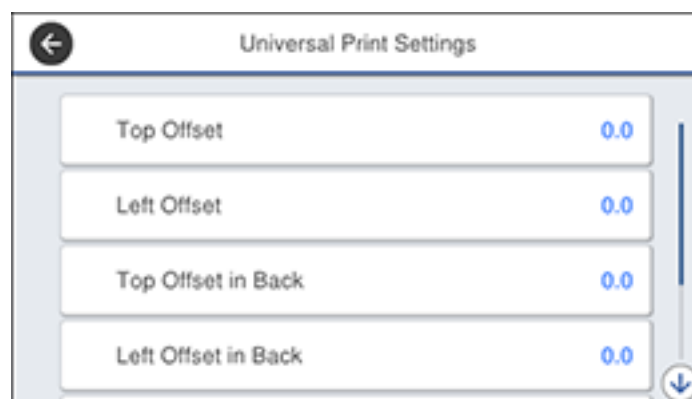 Universal Print Settings
Top Offset 0.0
Left Offset 0.0
Top Offset in Back 0.0
Left Offset in Back 0.0